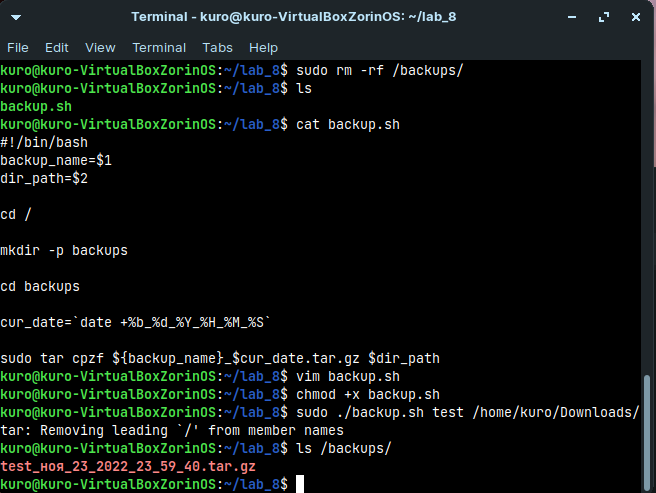 Terminal - kuro@kuro-VirtualBoxZorinOS: ~/lab_8
File Edit View Terminal Tabs Help
kuro@kuro-VirtualBoxZorinOS:~/lab_8$ sudo rm -rf /backups/
kuro@kuro-VirtualBoxZorinOS:~/lab_8$ ls
backup.sh
kuro@kuro-VirtualBoxZorinOS:~/lab_8$ cat backup.sh
#!/bin/bash
backup_name=$1
dir_path=$2
cd /
mkdir -p backups
cd backups
cur_date=`date +%b_%d_%Y_%H_%M_%S`
sudo tar cpzf ${backup_name}_$cur_date.tar.gz $dir_path
kuro@kuro-VirtualBoxZorinOS:~/lab_8$ vim backup.sh
kuro@kuro-VirtualBoxZorinOS:~/lab_8$ chmod +x backup.sh
kuro@kuro-VirtualBoxZorinOS:~/lab_8$ sudo ./backup.sh test /home/kuro/Downloads/
tar: Removing leading `/' from member names
kuro@kuro-VirtualBoxZorinOS:~/lab_8$ ls /backups/
test_ноя_23_2022_23_59_40.tar.gz
kuro@kuro-VirtualBoxZorinOS:~/lab_8$